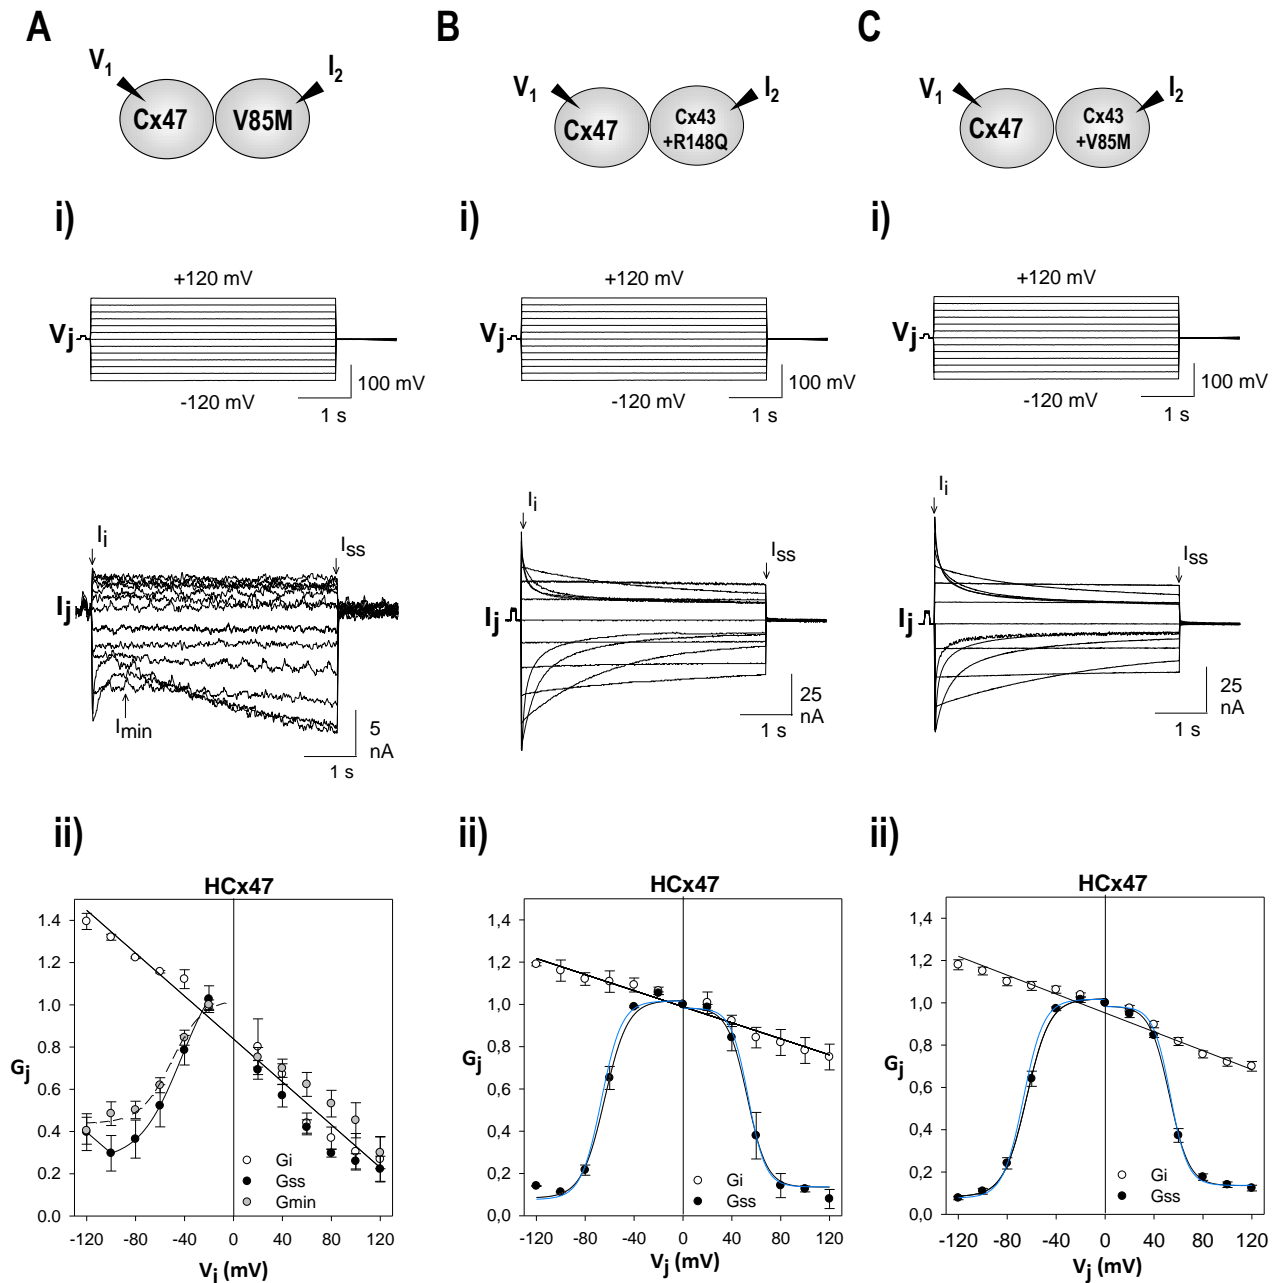 A
V1
I2
Cx47
V85M
i)
+120 mV
Vj
100 mV
-120 mV
1 s
Ii
ISS
Ij
Imin
5
nA
1 s
ii)
HCx47
1.4
1.2
1.0
0.8
Gj
0.6
0.4
0.2
0.0
Gi
Gss
Gmin
-120 -80 -40 0 40 80 120
Vj (mV)
B
V1
I2
Cx47
Cx43
+R148Q
i)
+120 mV
Vj
100 mV
-120 mV
1 s
Ii
ISS
Ij
25
nA
1 s
ii)
HCx47
1,4
1,2
1,0
0,8
Gj
0,6
0,4
0,2
0,0
Gi
Gss
-120 -80 -40 0 40 80 120
Vj (mV)
C
V1
I2
Cx47
Cx43
+V85M
i)
+120 mV
Vj
100 mV
-120 mV
1 s
Ii
ISS
Ij
25
nA
1 s
ii)
HCx47
1,4
1,2
1,0
0,8
Gj
0,6
0,4
0,2
0,0
Gi
Gss
-120 -80 -40 0 40 80 120
Vj (mV)